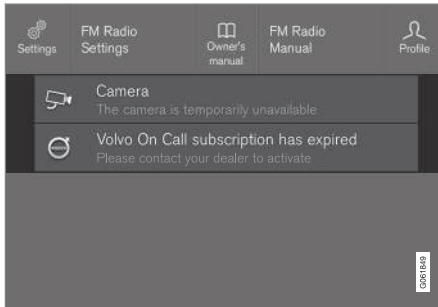 Settings
FM Radio
Settings
Owner's
manual
FM Radio
Manual
Profile
Camera
The camera is temporarily unavailable
Volvo On Call subscription has expired
Please contact your dealer to activate
G061849